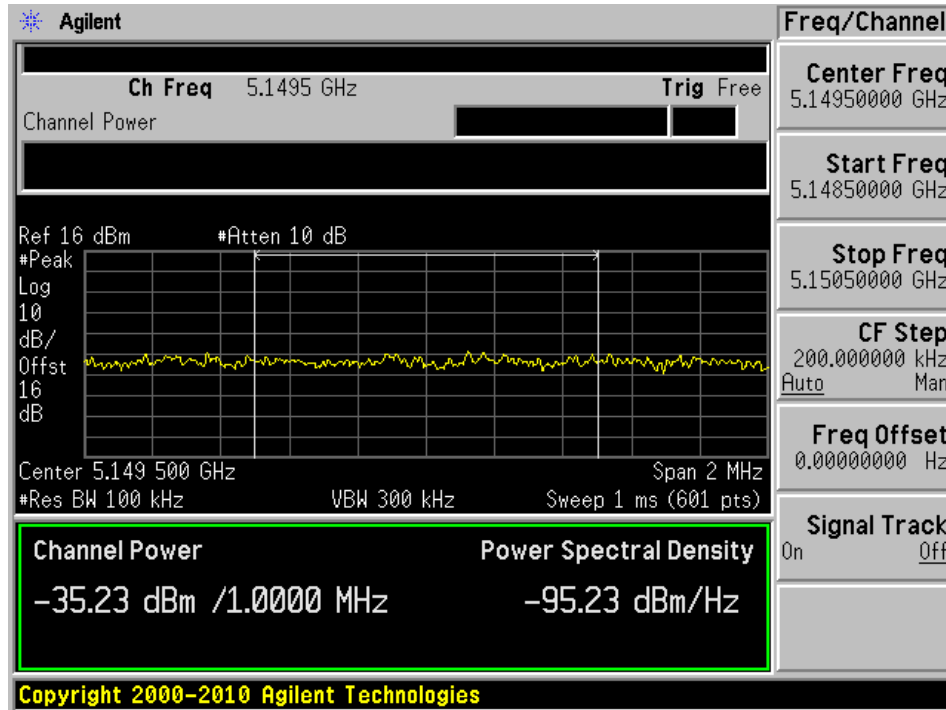 Agilent
Freq/Channel
Ch Freq 5.1495 GHz Trig Free
Channel Power
Center Freq
5.14950000 GHz
Start Freq
5.14850000 GHz
Stop Freq
5.15050000 GHz
CF Step
200.000000 kHz
Auto Man
Freq Offset
0.00000000 Hz
Signal Track
On Off
Ref 16 dBm #Atten 10 dB
#Peak
Log
10
dB/
Offst
16
dB
Center 5.149 500 GHz Span 2 MHz
#Res BW 100 kHz VBW 300 kHz Sweep 1 ms (601 pts)
Channel Power Power Spectral Density
-35.23 dBm /1.0000 MHz -95.23 dBm/Hz
Copyright 2000-2010 Agilent Technologies